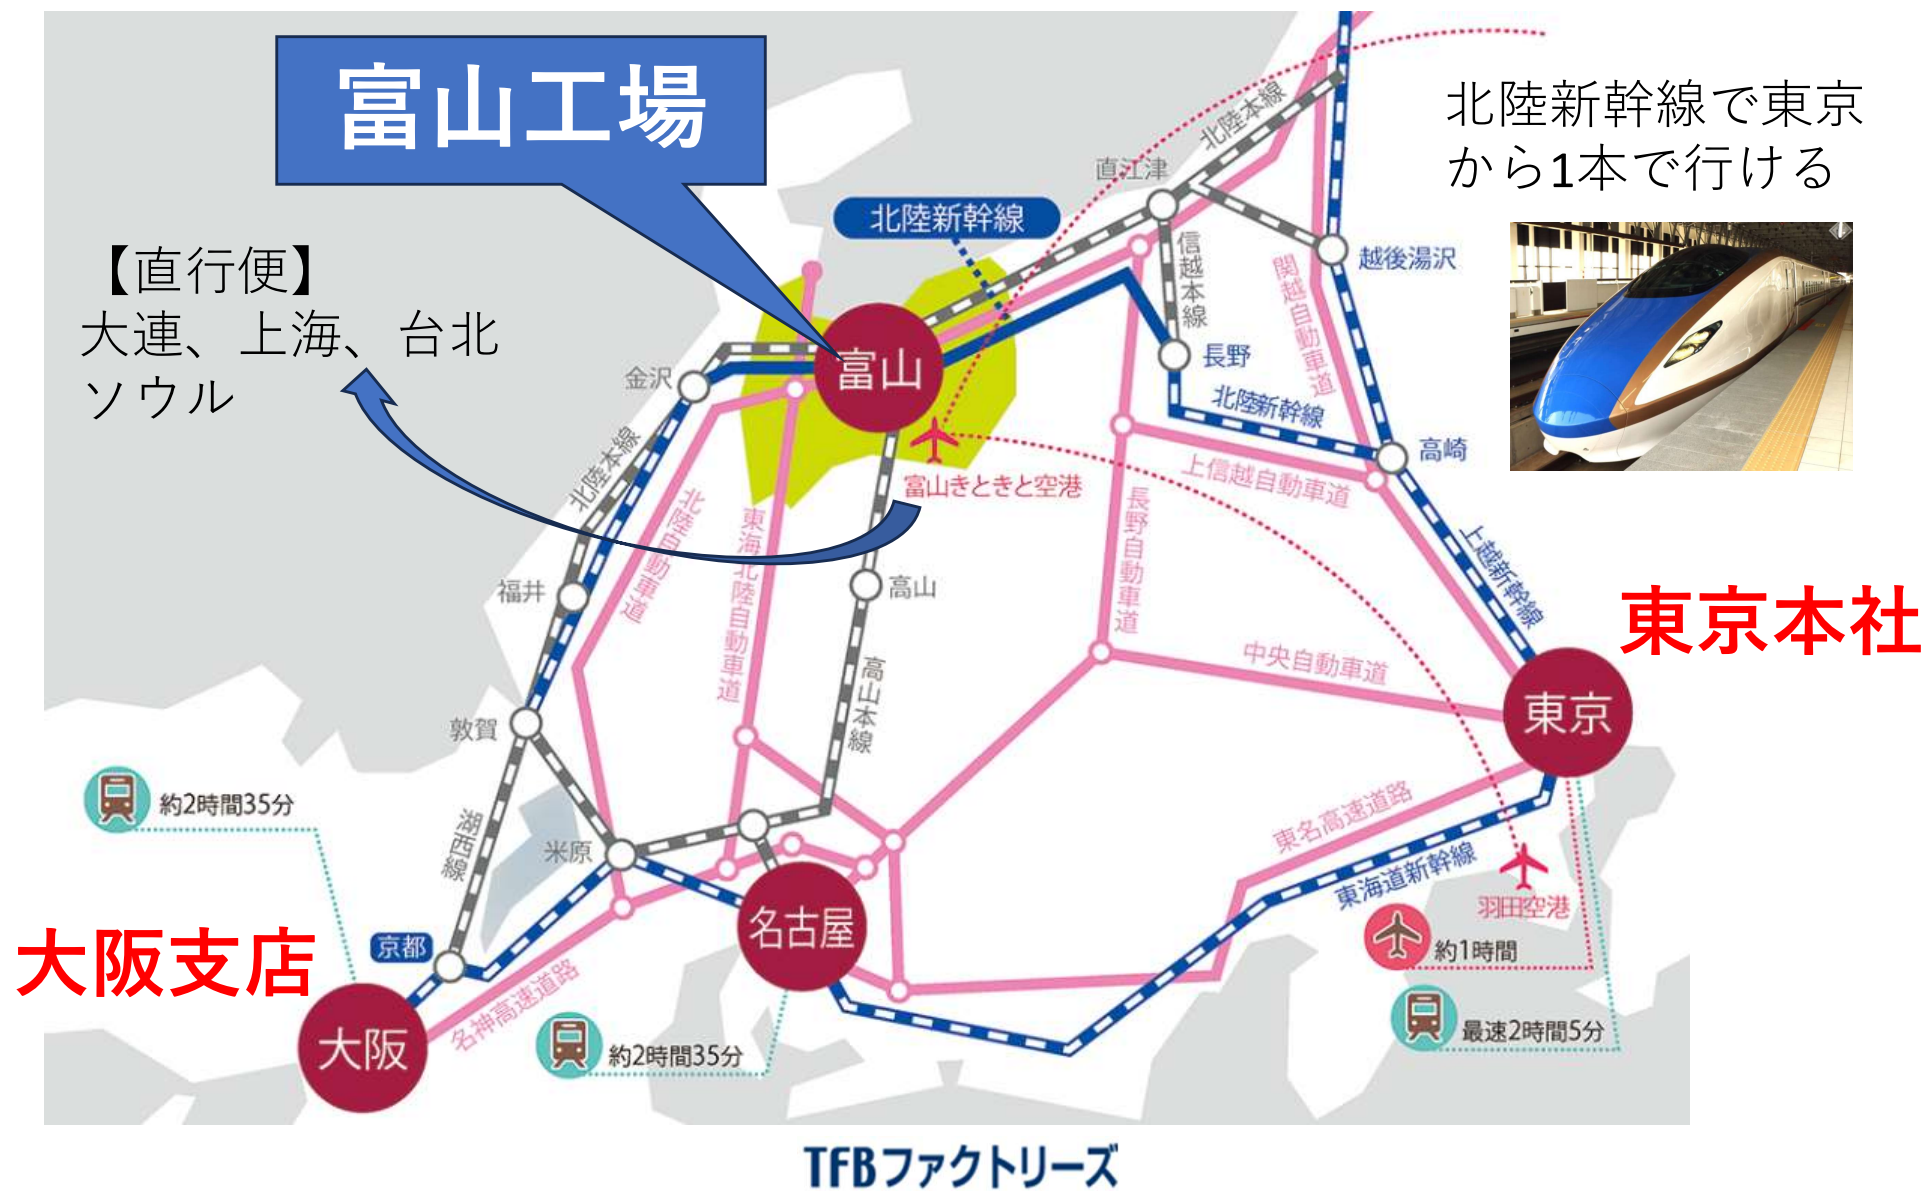 富山工場
北陸新幹線で東京
から1本で行ける
【直行便】
大連、上海、台北
ソウル
北陸本線
直江津
北陸新幹線
信越本線
関越自動車道
越後湯沢
富山
金沢
長野
北陸新幹線
高崎
北陸本線
富山きときと空港
上信越自動車道
北陸自動車道
東海北陸自動車道
長野自動車道
上越新幹線
福井
高山
東京本社
中央自動車道
高山本線
東京
敦賀
約2時間35分
湖西線
米原
東名高速道路
東海道新幹線
羽田空港
名古屋
京都
大阪支店
約1時間
名神高速道路
最速2時間5分
大阪
約2時間35分
TFBファクトリーズ